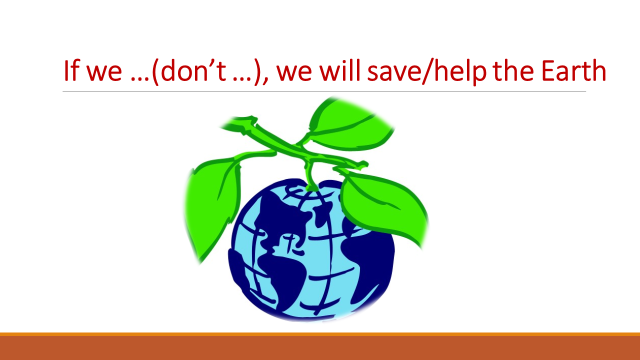 If we …(don’t …), we will save/help the Earth